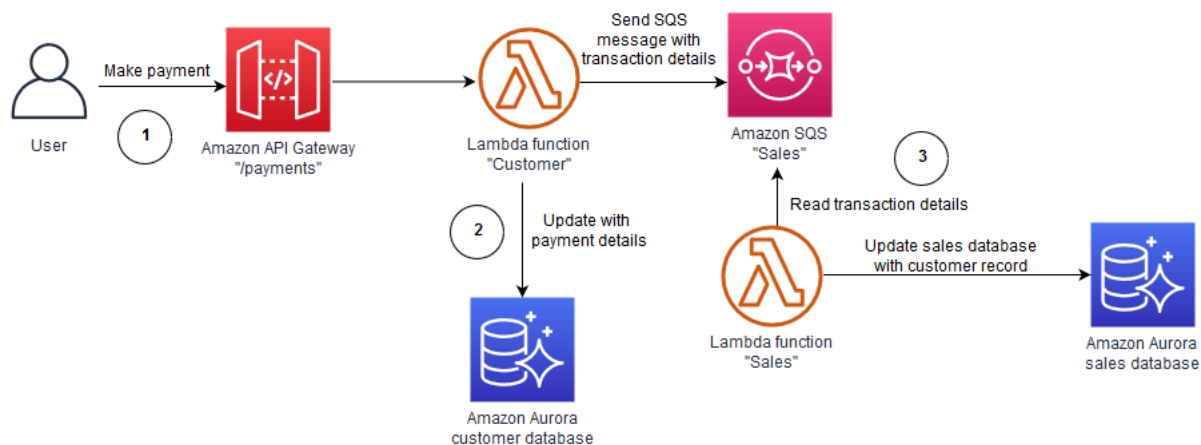 Make payment
1
User
Amazon API Gateway
"/payments"
Lambda function
"Customer"
Send SQS
message with
transaction details
Amazon SQS
"Sales"
2
Update with
payment details
Amazon Aurora
customer database
3
Read transaction details
Lambda function
"Sales"
Update sales database
with customer record
Amazon Aurora
sales database